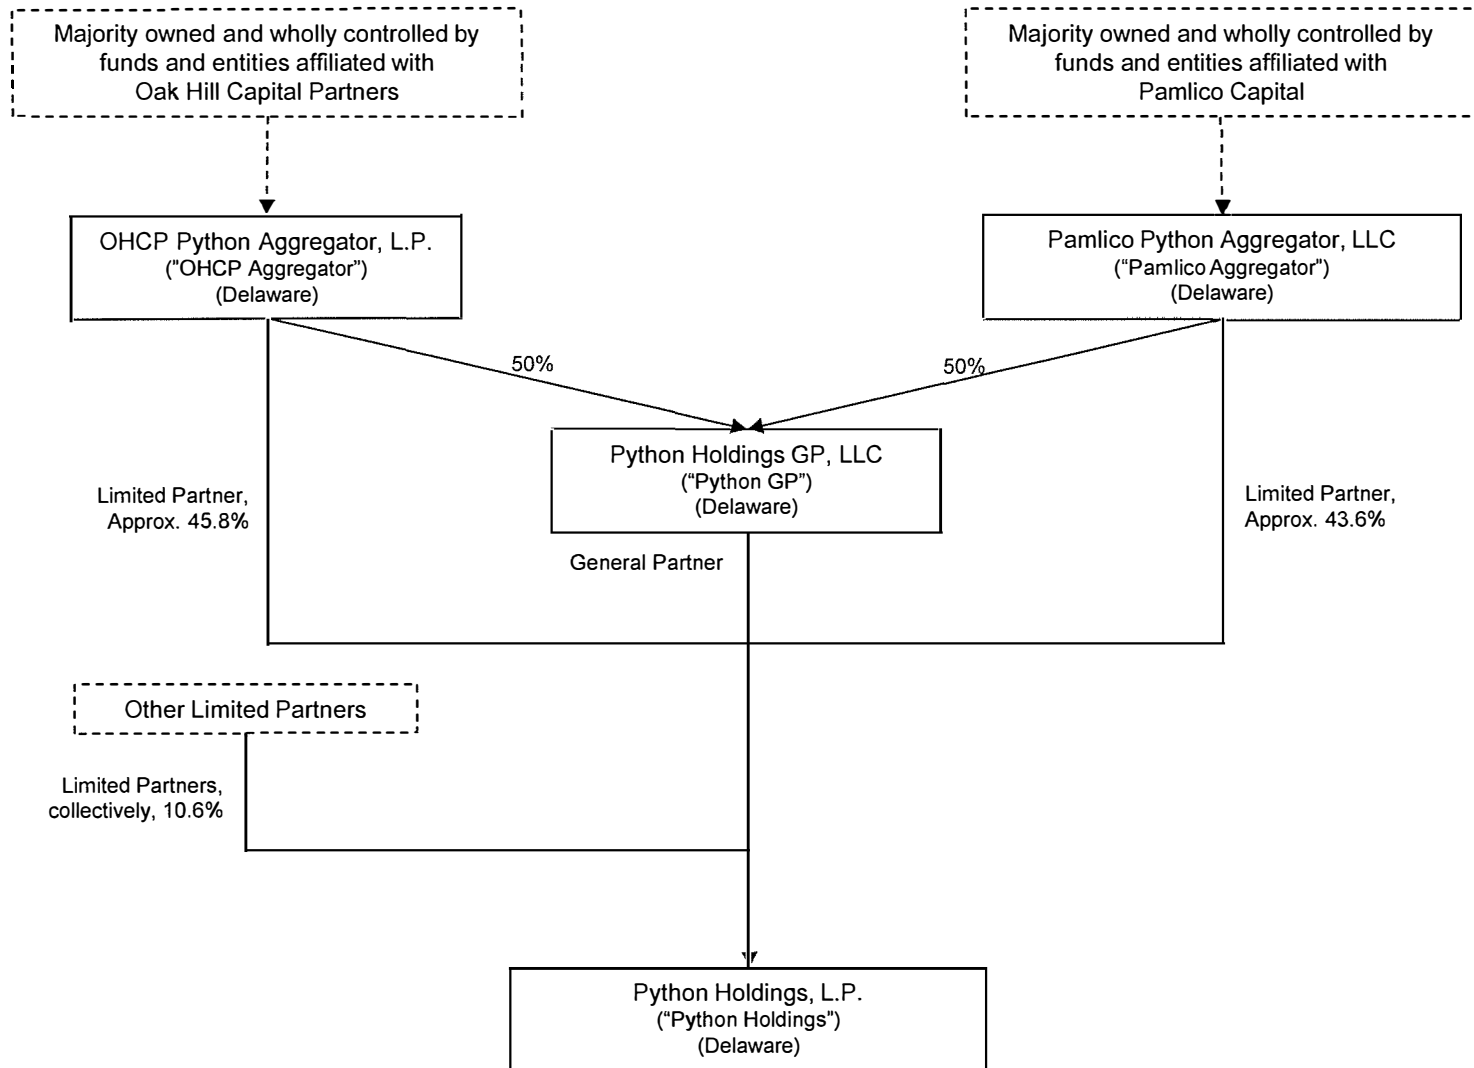 Majority owned and wholly controlled by
funds and entities affiliated with
Oak Hill Capital Partners
Majority owned and wholly controlled by
funds and entities affiliated with
Pamlico Capital
OHCP Python Aggregator, L.P.
("OHCP Aggregator”)
(Delaware)
Pamlico Python Aggregator, LLC
(“Pamlico Aggregator”)
(Delaware)
50%
50%
Python Holdings GP, LLC
(“Python GP”)
(Delaware)
Limited Partner,
Approx. 45.8%
Limited Partner,
Approx. 43.6%
General Partner
Other Limited Partners
Limited Partners,
collectively, 10.6%
Python Holdings, L.P.
(“Python Holdings”)
(Delaware)